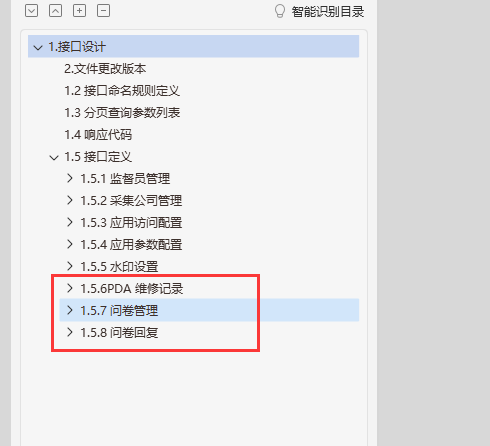 智能识别目录
1.接口设计
2.文件更改版本
1.2 接口命名规则定义
1.3 分页查询参数列表
1.4 响应代码
1.5 接口定义
1.5.1 监督员管理
1.5.2 采集公司管理
1.5.3 应用访问配置
1.5.4 应用参数配置
1.5.5 水印设置
1.5.6PDA 维修记录
1.5.7 问卷管理
1.5.8 问卷回复